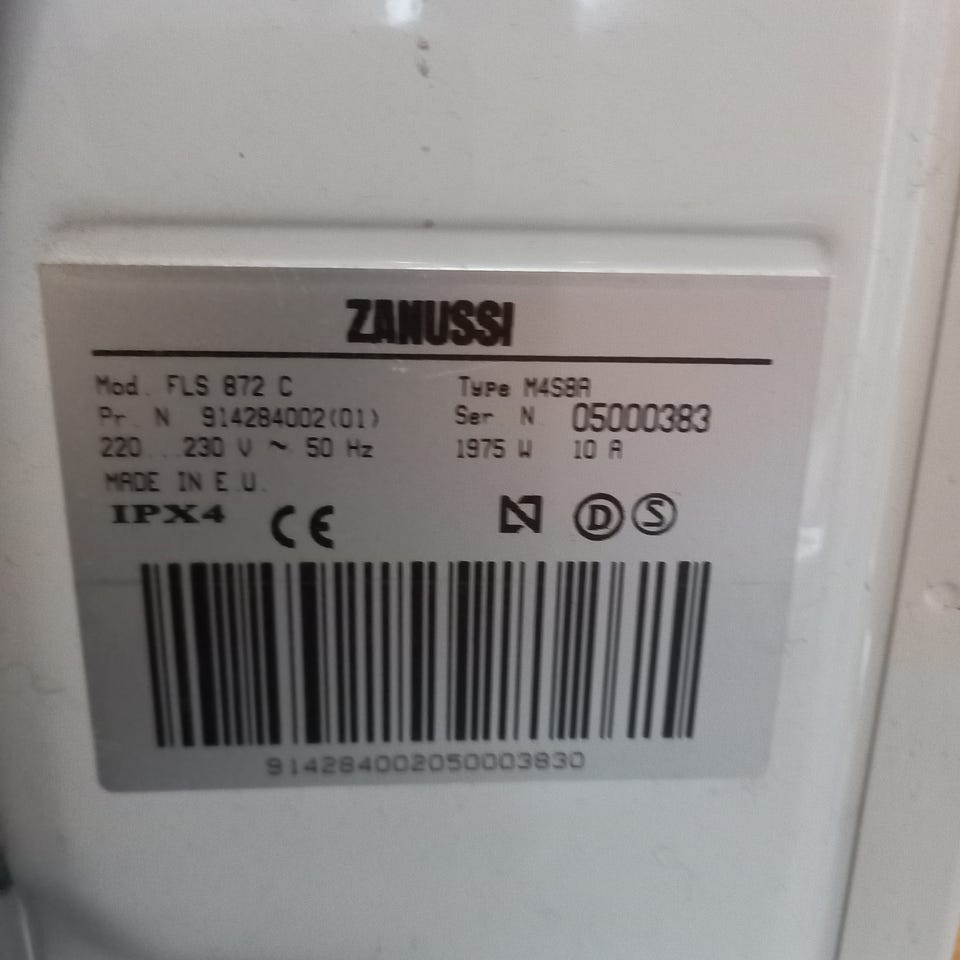 ZANUSSI
Mod. FLS 872 C Type M4S8A
Pr. N 914284002(01) Ser N 05000383
220...230 V ~ 50 Hz 1975 W 10 A
MADE IN E.U.
IPX4 CE N D S
914284002050003830